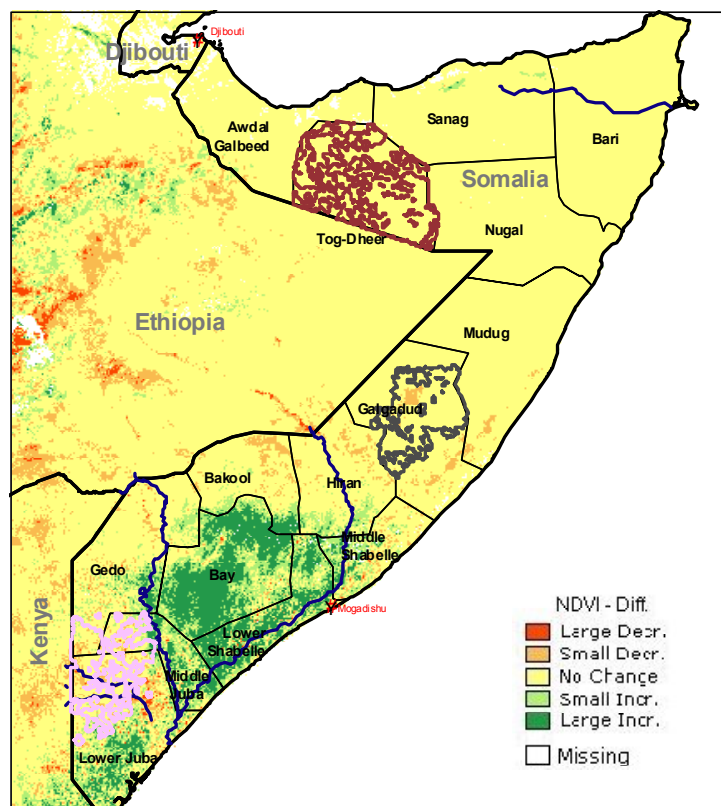 Djibouti
Djibouti
Awdal
Galbeed
Sanag
Bari
Somalia
Nugal
Tog-Dheer
Ethiopia
Mudug
Galgadud
Bakool
Hiran
Middle
Shabelle
Gedo
Bay
Mogadishu
Kenya
Lower
Shabelle
Middle
Juba
Lower Juba
NDVI - Diff.
Large Decr.
Small Decr.
No Change
Small Incr.
Large Incr.
Missing